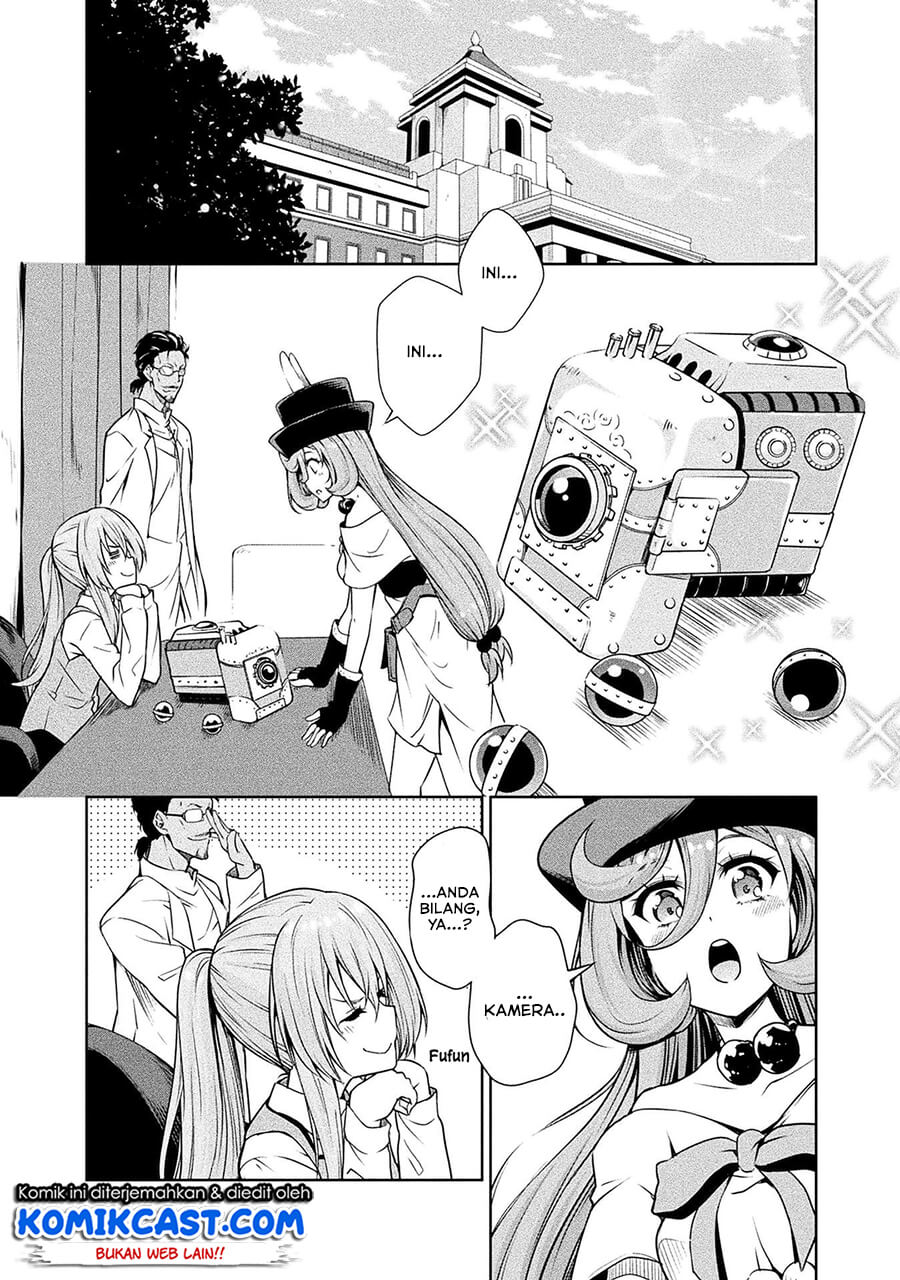 INI...
INI...
...
KAMERA..
...ANDA
BILANG,
YA...?
Fufun
Komik ini diterjemahkan & diedit oleh
KOMIKCAST.COM
BUKAN WEB LAIN!!